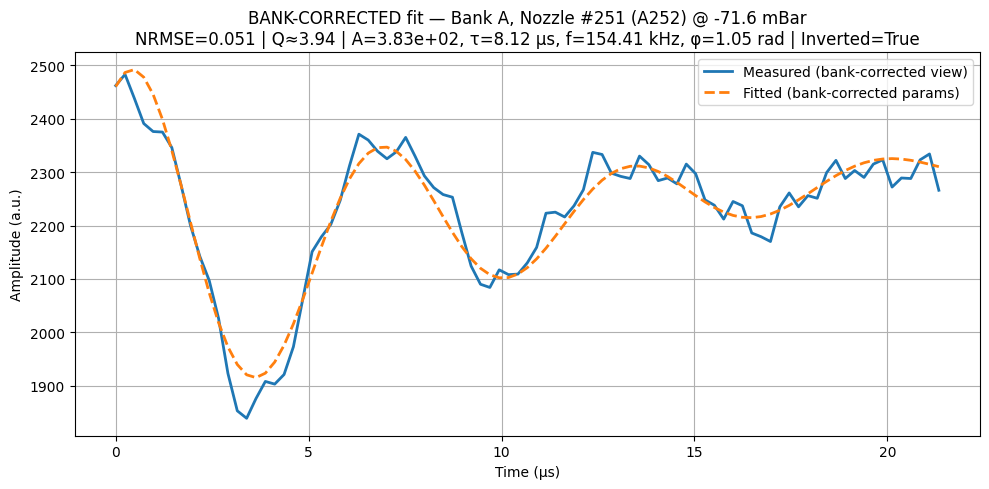 BANK-CORRECTED fit — Bank A, Nozzle #251 (A252) @ -71.6 mBar
NRMSE=0.051 | Q≈3.94 | A=3.83e+02, τ=8.12 μs, f=154.41 kHz, φ=1.05 rad | Inverted=True
Measured (bank-corrected view)
Fitted (bank-corrected params)
Amplitude (a.u.)
2500
2400
2300
2200
2100
2000
1900
0 5 10 15 20
Time (μs)